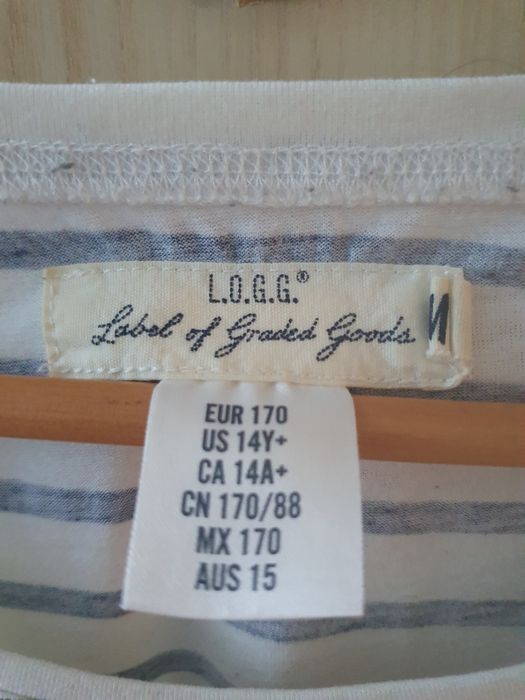 L.O.G.G.®
Label of Graded Goods
EUR 170
US 14Y+
CA 14A+
CN 170/88
MX 170
AUS 15